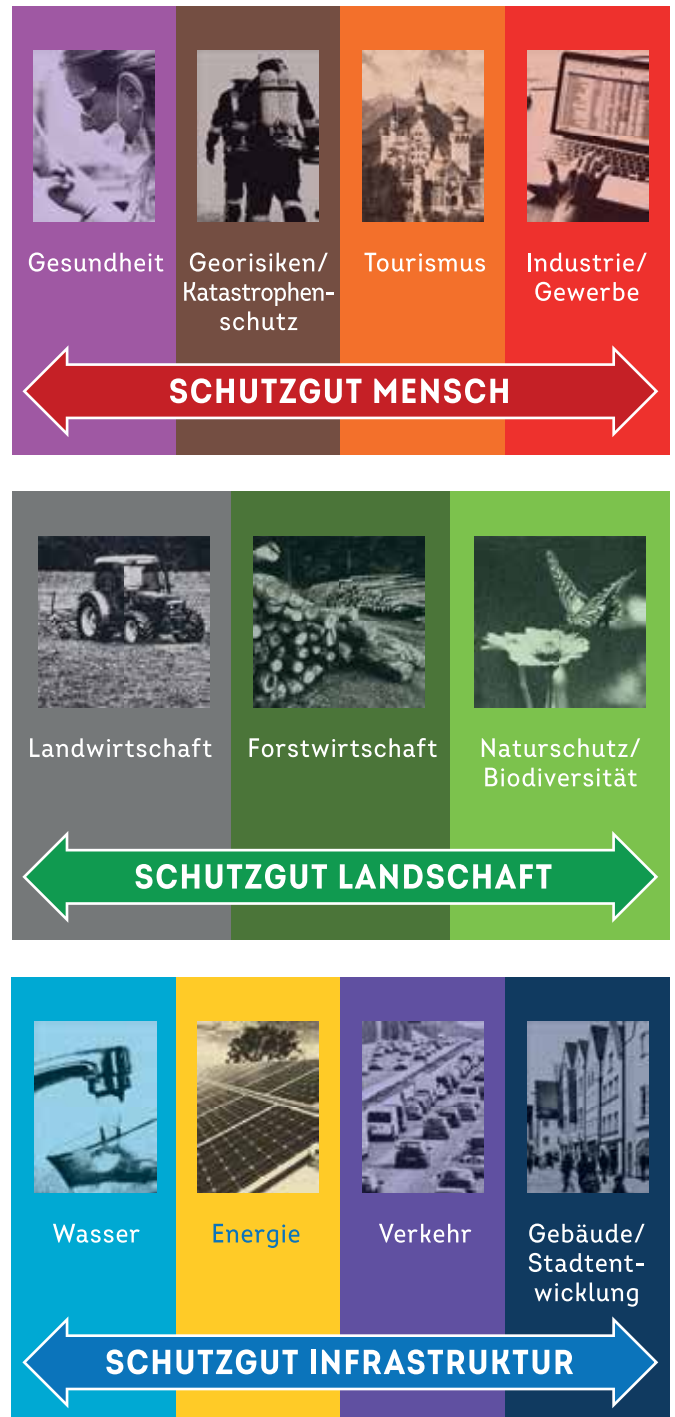 Gesundheit
Georisiken/
Katastrophen-
schutz
Tourismus
Industrie/
Gewerbe
SCHUTZGUT MENSCH
Landwirtschaft
Forstwirtschaft
Naturschutz/
Biodiversität
SCHUTZGUT LANDSCHAFT
Wasser
Energie
Verkehr
Gebäude/
Stadtent-
wicklung
SCHUTZGUT INFRASTRUKTUR